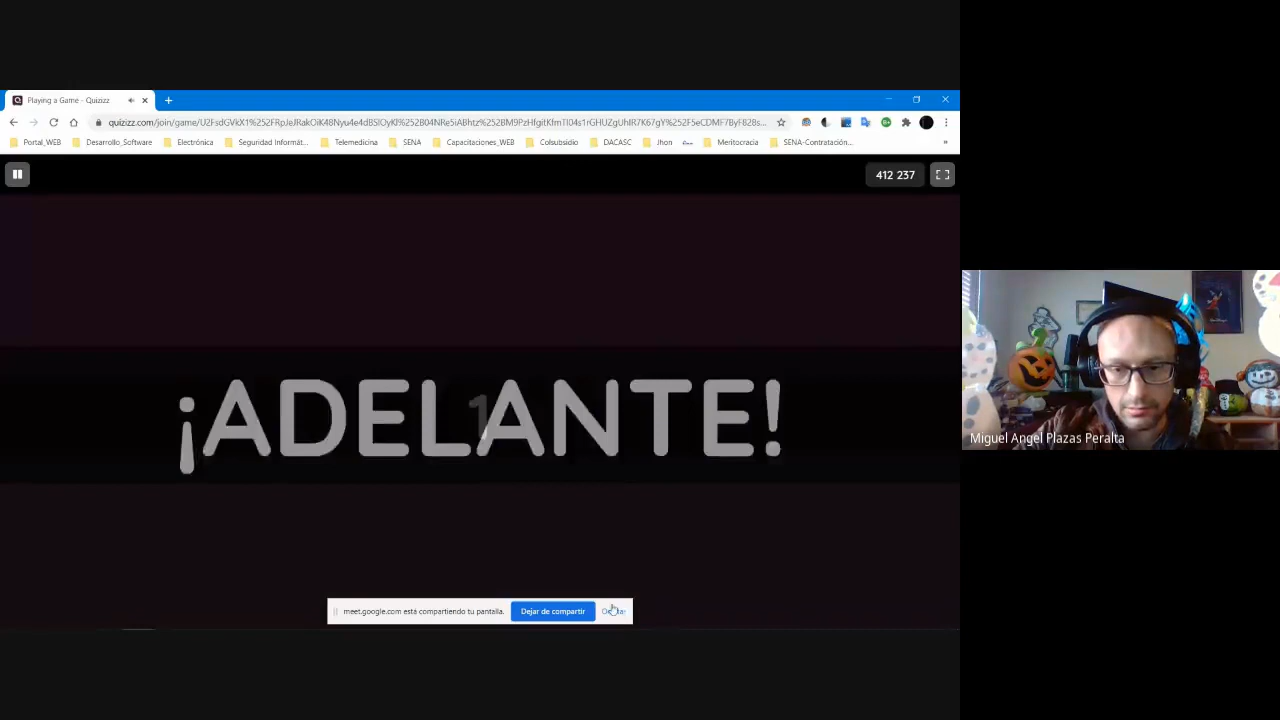 Playing a Game - Quizizz
Portal_WEB Desarrollo_Software Electrónica Seguridad Informát... Telemedicina SENA Capacitaciones_WEB Colsubsidio DACASC Jhon Meritocracia SENA-Contratación... »
412 237
¡ADELANTE!
1
meet.google.com está compartiendo tu pantalla. Dejar de compartir
Miguel Angel Plazas Peralta